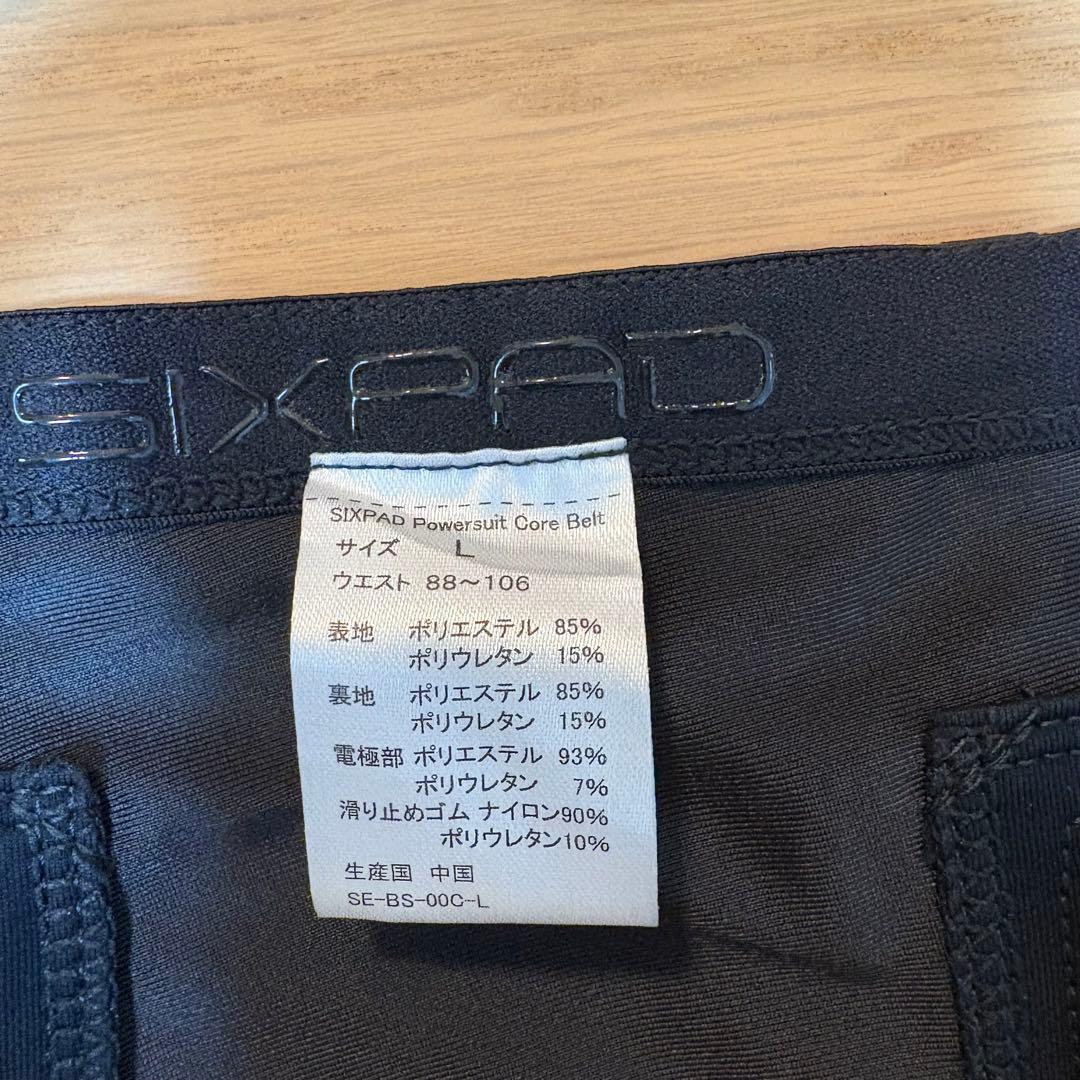 SIXPAD
SIXPAD Powersuit Core Belt
サイズ L
ウエスト 88～106
表地 ポリエステル 85%
ポリウレタン 15%
裏地 ポリエステル 85%
ポリウレタン 15%
電極部 ポリエステル 93%
ポリウレタン 7%
滑り止めゴム ナイロン90%
ポリウレタン10%
生産国 中国
SE-BS-00C-L